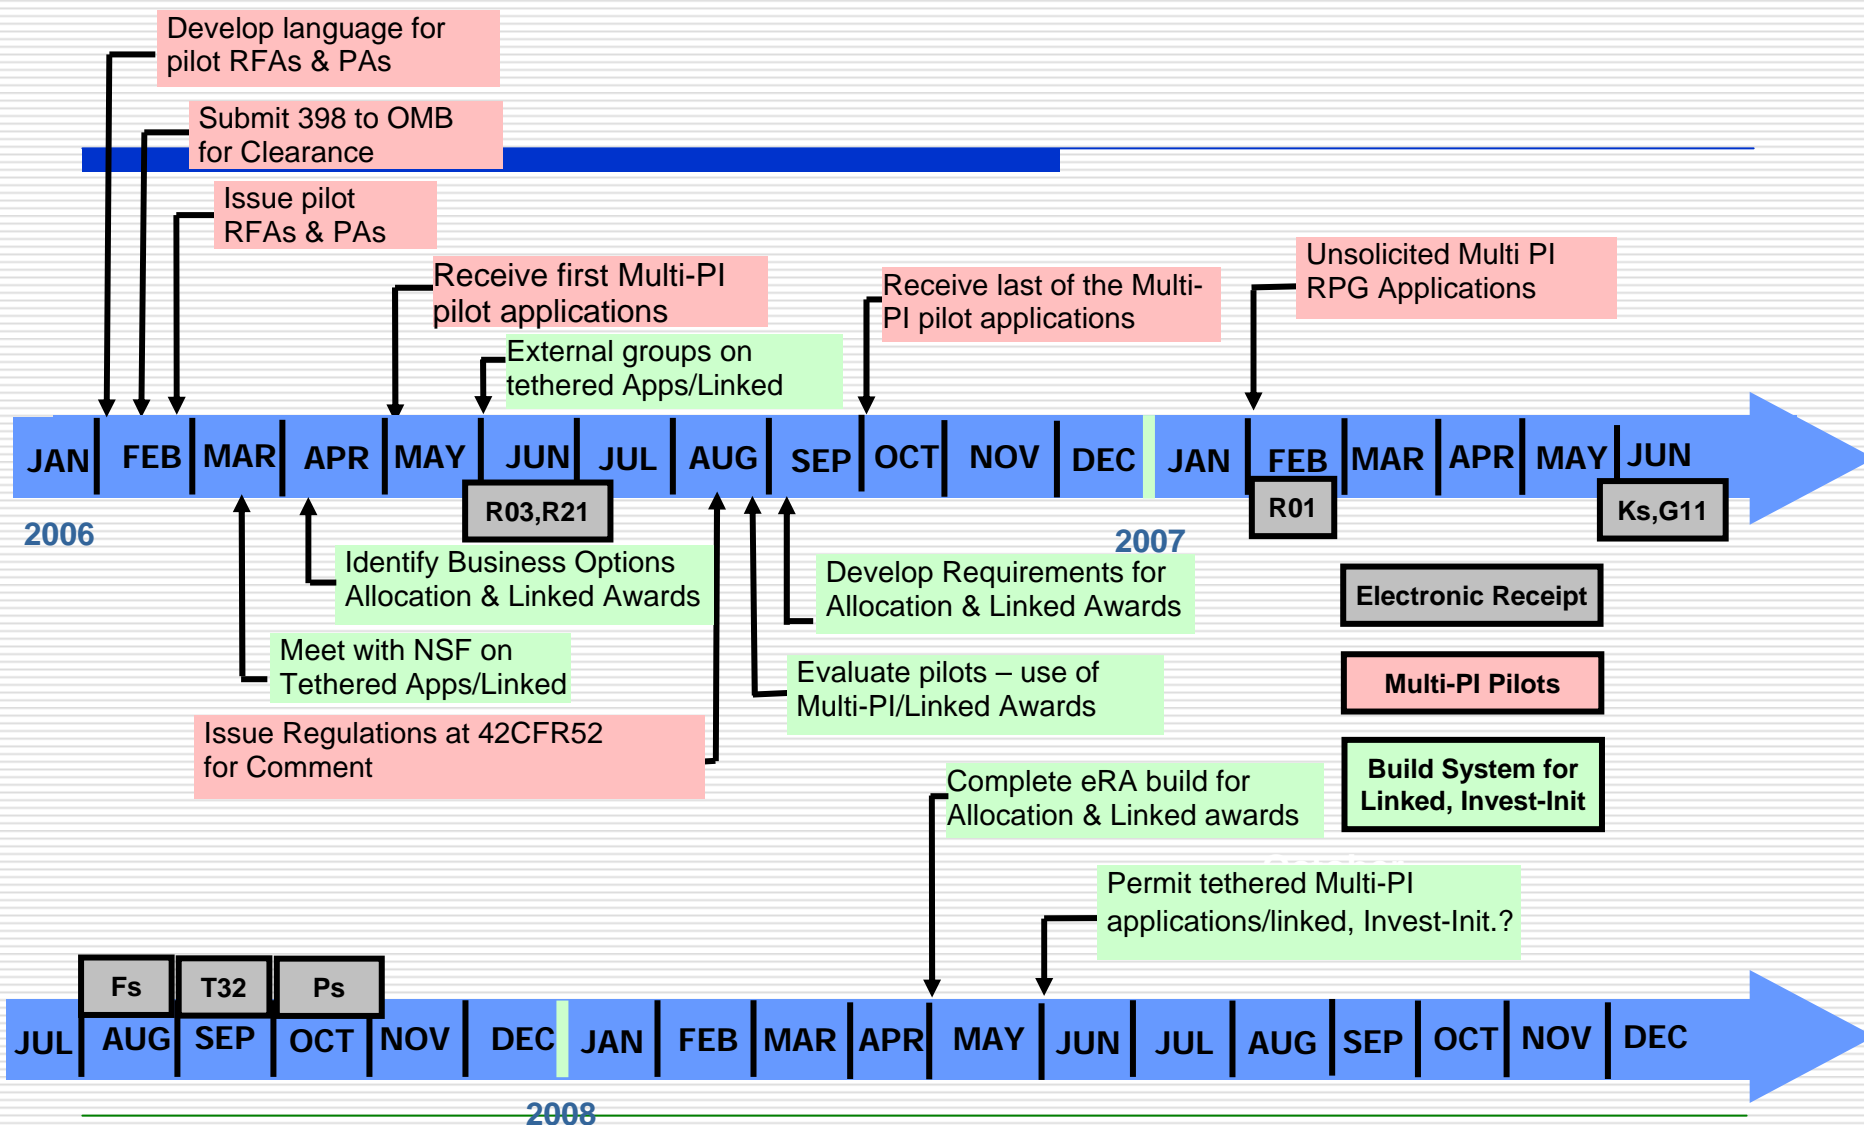 Develop language for
pilot RFAs & PAs
Submit 398 to OMB
for Clearance
Issue pilot
RFAs & PAs
Receive first Multi-PI
pilot applications
External groups on
tethered Apps/Linked
Receive last of the Multi-
PI pilot applications
Unsolicited Multi PI
RPG Applications
JAN FEB MAR APR MAY JUN JUL AUG SEP OCT NOV DEC JAN FEB MAR APR MAY JUN
R03,R21
R01
Ks,G11
2006
2007
Identify Business Options
Allocation & Linked Awards
Meet with NSF on
Tethered Apps/Linked
Issue Regulations at 42CFR52
for Comment
Develop Requirements for
Allocation & Linked Awards
Evaluate pilots – use of
Multi-PI/Linked Awards
Electronic Receipt
Multi-PI Pilots
Build System for
Linked, Invest-Init
Complete eRA build for
Allocation & Linked awards
Permit tethered Multi-PI
applications/linked, Invest-Init.?
Fs
T32
Ps
JUL AUG SEP OCT NOV DEC JAN FEB MAR APR MAY JUN JUL AUG SEP OCT NOV DEC
2008